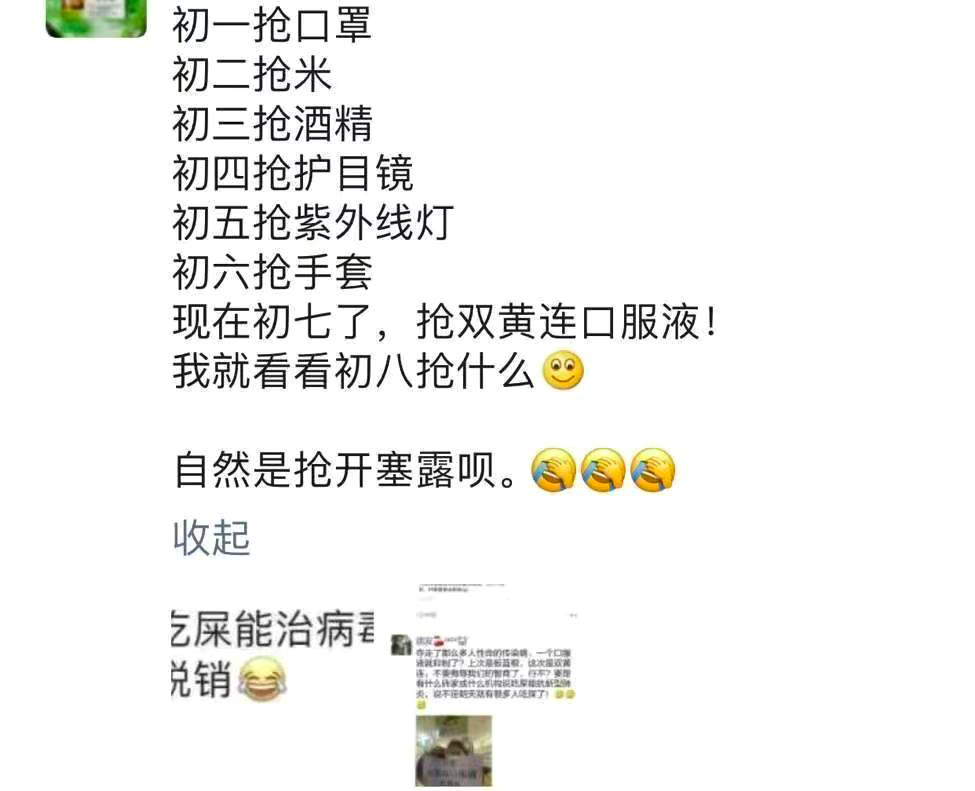 初一抢口罩
初二抢米
初三抢酒精
初四抢护目镜
初五抢紫外线灯
初六抢手套
现在初七了，抢双黄连口服液！
我就看看初八抢什么
自然是抢开塞露呗。
收起
吃屎能治病毒
脱销
夺走了那么多人性命的传染病，一个口服
液就抑制了？上次是板蓝根，这次是双黄
连，不要侮辱我们的智商了，行不？要是
有什么砖家或什么机构说吃屎能抗新型肺
炎，说不定明天就有很多人吃屎了！